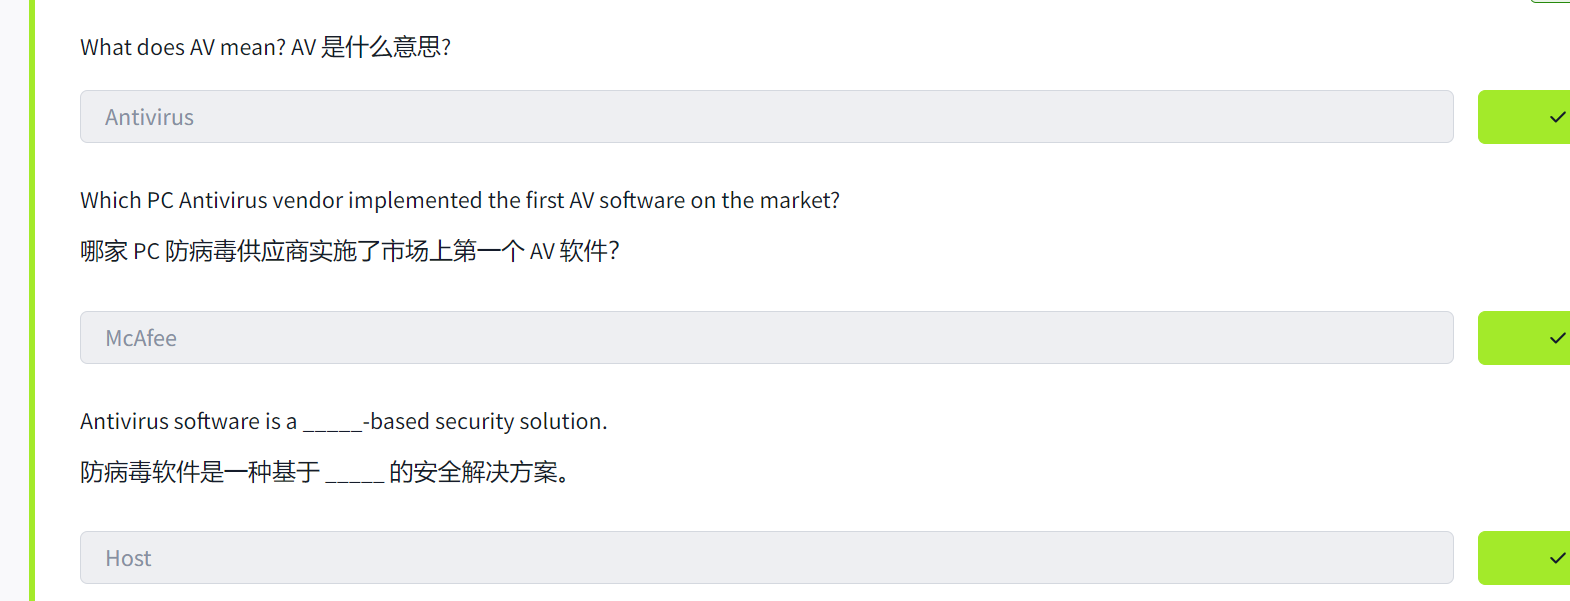 What does AV mean? AV 是什么意思?
Antivirus
Which PC Antivirus vendor implemented the first AV software on the market?
哪家 PC 防病毒供应商实施了市场上第一个 AV 软件?
McAfee
Antivirus software is a _____-based security solution.
防病毒软件是一种基于 _____ 的安全解决方案。
Host